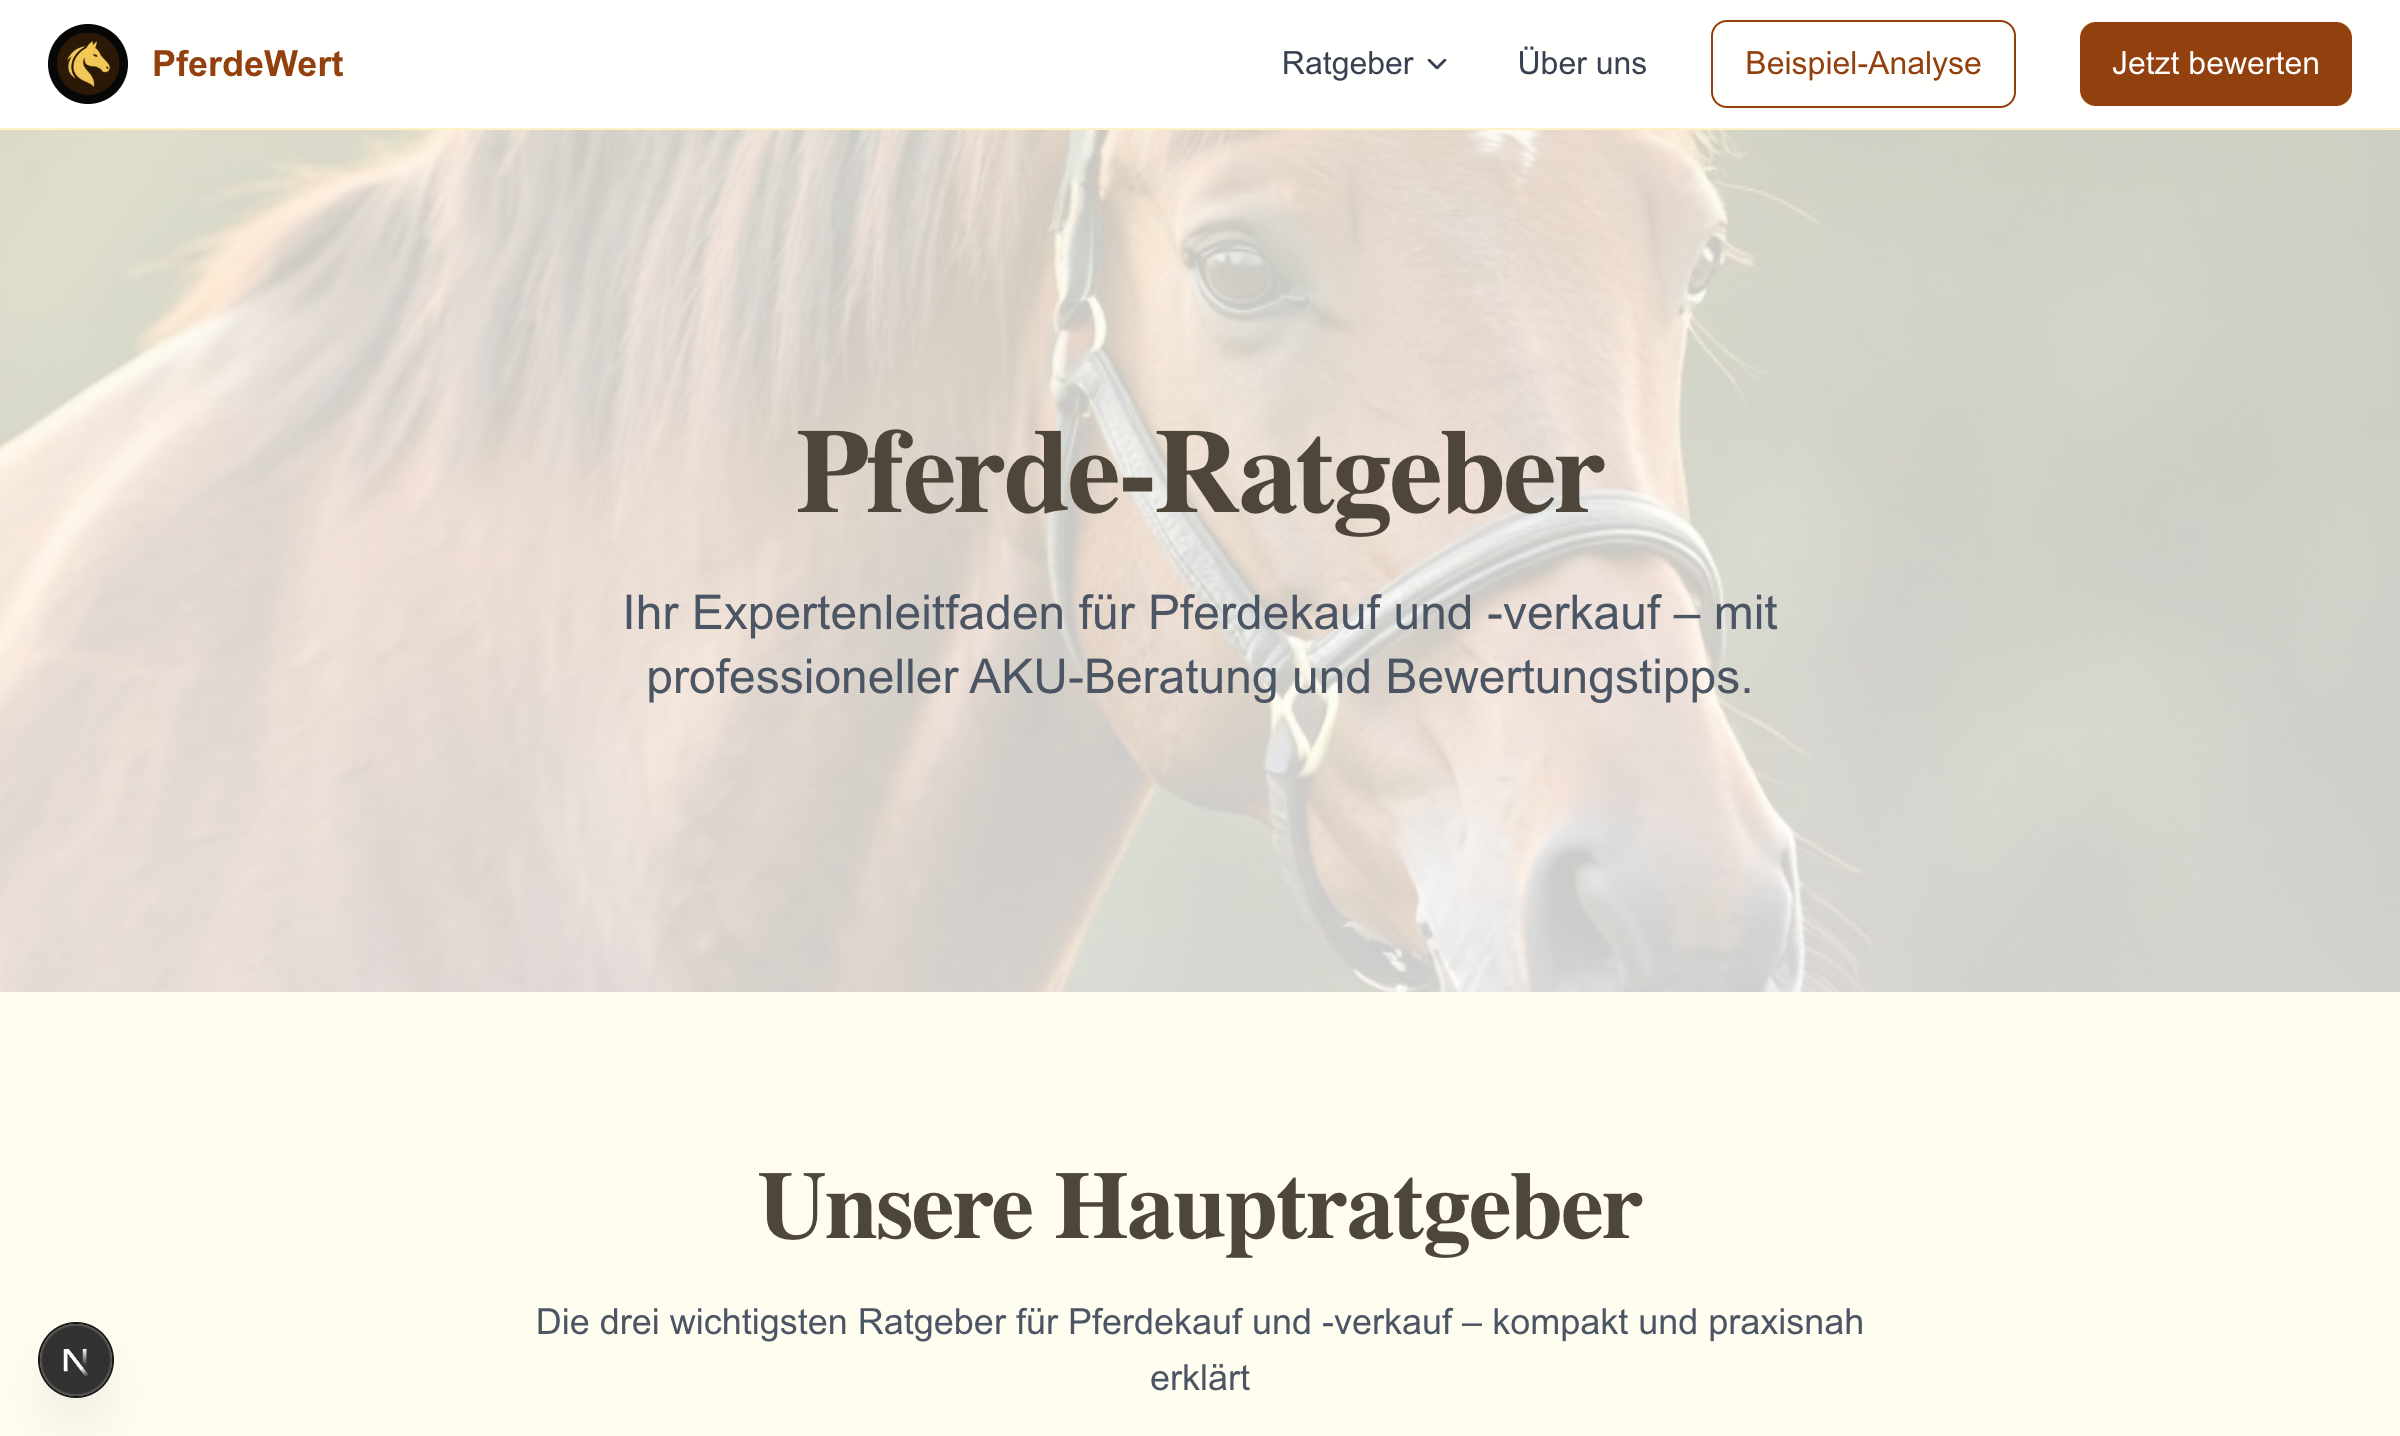 PferdeWert
Ratgeber
Über uns
Beispiel-Analyse
Jetzt bewerten
Pferde-Ratgeber
Ihr Expertenleitfaden für Pferdekauf und -verkauf – mit
professioneller AKU-Beratung und Bewertungstipps.
Unsere Hauptratgeber
Die drei wichtigsten Ratgeber für Pferdekauf und -verkauf – kompakt und praxisnah
erklärt
N